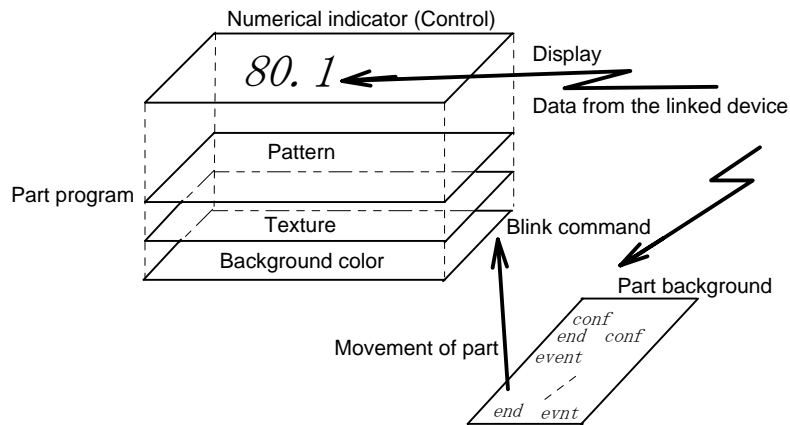 Numerical indicator (Control)
80.1
Display
Data from the linked device
Pattern
Part program
Texture
Blink command
Background color
Part background
conf
end conf
event
Movement of part
end evnt